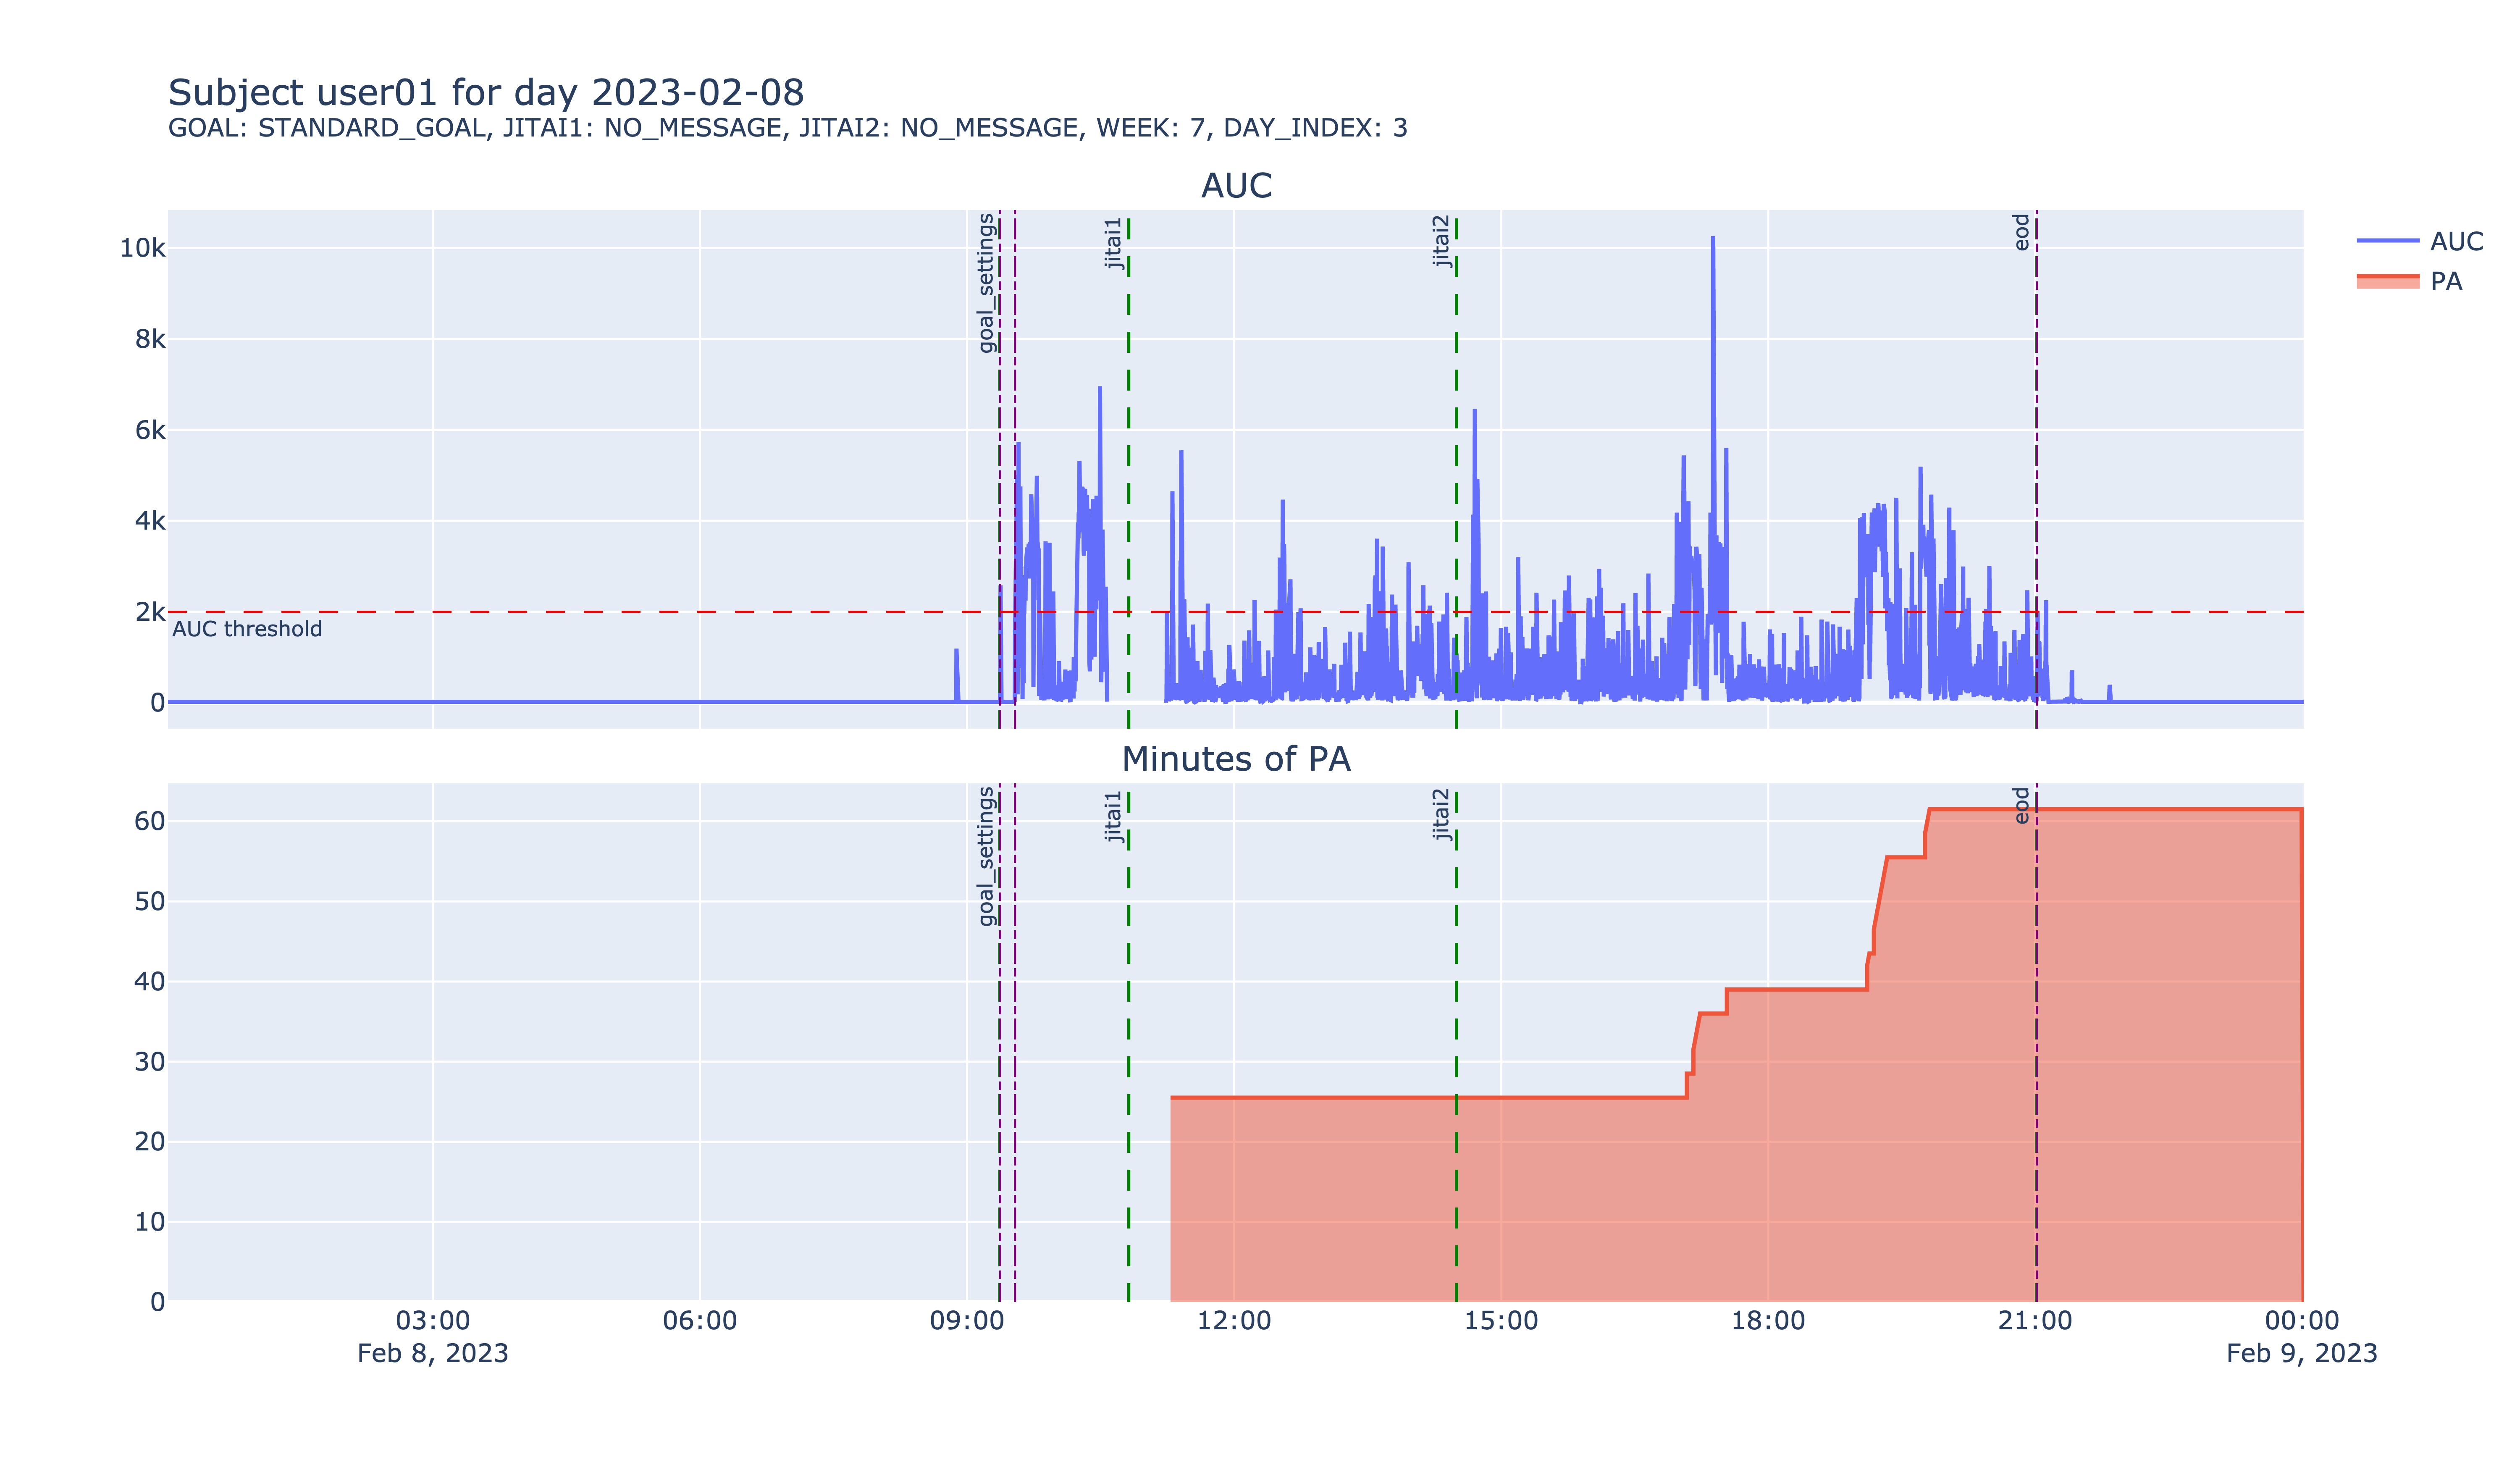 Subject user01 for day 2023-02-08
GOAL: STANDARD_GOAL, JITAI1: NO_MESSAGE, JITAI2: NO_MESSAGE, WEEK: 7, DAY_INDEX: 3
AUC
10k
8k
6k
4k
2k
0
AUC threshold
goal_settings
jitai1
jitai2
eod
AUC
PA
Minutes of PA
60
50
40
30
20
10
0
goal_settings
jitai1
jitai2
eod
03:00
06:00
09:00
12:00
15:00
18:00
21:00
00:00
Feb 8, 2023
Feb 9, 2023